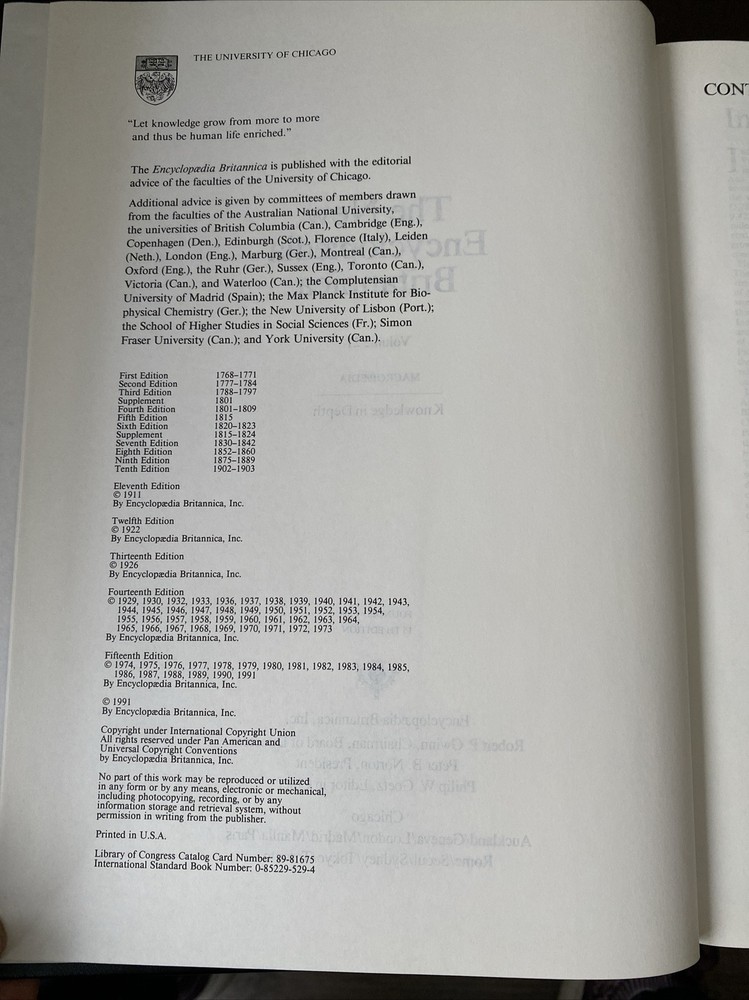 THE UNIVERSITY OF CHICAGO
“Let knowledge grow from more to more
and thus be human life enriched.”
The Encyclopædia Britannica is published with the editorial
advice of the faculties of the University of Chicago.
Additional advice is given by committees of members drawn
from the faculties of the Australian National University,
the universities of British Columbia (Can.), Cambridge (Eng.),
Copenhagen (Den.), Edinburgh (Scot.), Florence (Italy), Leiden
(Neth.), London (Eng.), Marburg (Ger.), Montreal (Can.),
Oxford (Eng.), the Ruhr (Ger.), Sussex (Eng.), Toronto (Can.),
Victoria (Can.), and Waterloo (Can.); the Complutensian
University of Madrid (Spain); the Max Planck Institute for Bio-
physical Chemistry (Ger.); the New University of Lisbon (Port.);
the School of Higher Studies in Social Sciences (Fr.); Simon
Fraser University (Can.); and York University (Can.).
First Edition 1768–1771
Second Edition 1777–1784
Third Edition 1788–1797
Supplement 1801
Fourth Edition 1801–1809
Fifth Edition 1815
Sixth Edition 1820–1823
Supplement 1815–1824
Seventh Edition 1830–1842
Eighth Edition 1852–1860
Ninth Edition 1875–1889
Tenth Edition 1902–1903
Eleventh Edition
© 1911
By Encyclopædia Britannica, Inc.
Twelfth Edition
© 1922
By Encyclopædia Britannica, Inc.
Thirteenth Edition
© 1926
By Encyclopædia Britannica, Inc.
Fourteenth Edition
© 1929, 1930, 1932, 1933, 1936, 1937, 1938, 1939, 1940, 1941, 1942, 1943,
1944, 1945, 1946, 1947, 1948, 1949, 1950, 1951, 1952, 1953, 1954,
1955, 1956, 1957, 1958, 1959, 1960, 1961, 1962, 1963, 1964,
1965, 1966, 1967, 1968, 1969, 1970, 1971, 1972, 1973
By Encyclopædia Britannica, Inc.
Fifteenth Edition
© 1974, 1975, 1976, 1977, 1978, 1979, 1980, 1981, 1982, 1983, 1984, 1985,
1986, 1987, 1988, 1989, 1990, 1991
By Encyclopædia Britannica, Inc.
© 1991
By Encyclopædia Britannica, Inc.
Copyright under International Copyright Union
All rights reserved under Pan American and
Universal Copyright Conventions
by Encyclopædia Britannica, Inc.
No part of this work may be reproduced or utilized
in any form or by any means, electronic or mechanical,
including photocopying, recording, or by any
information storage and retrieval system, without
permission in writing from the publisher.
Printed in U.S.A.
Library of Congress Catalog Card Number: 89-81675
International Standard Book Number: 0-85229-529-4
CONT